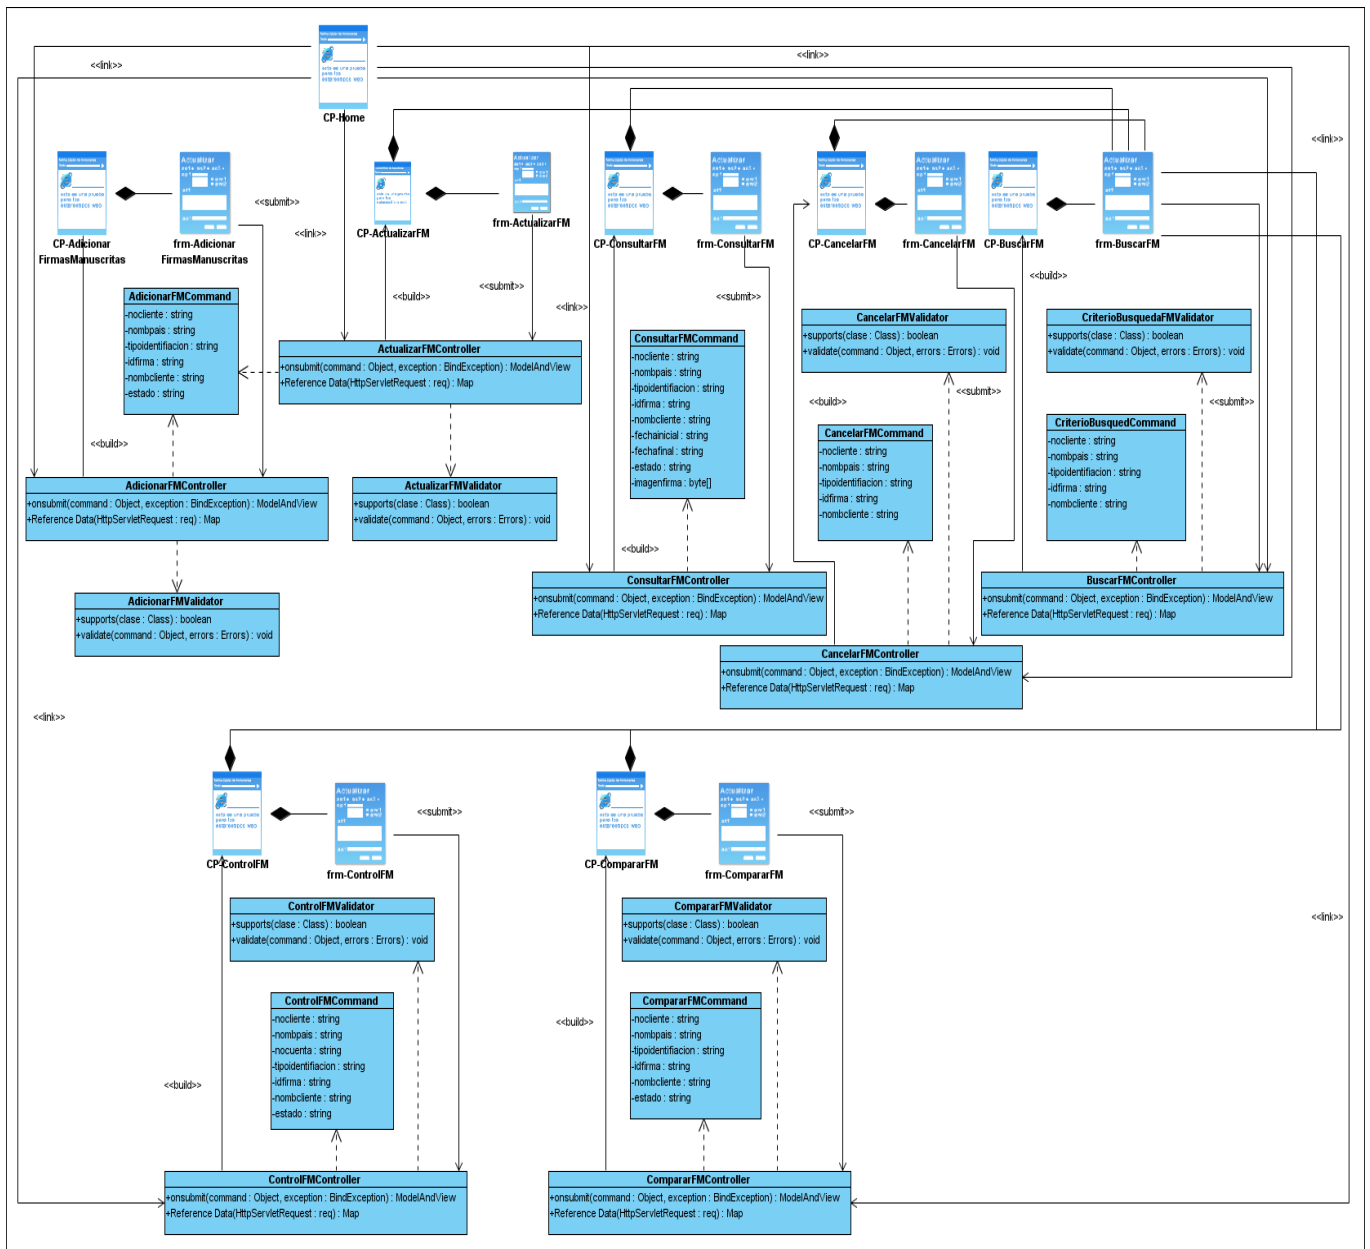 <<link>>
<<link>>
CP-Home
<<link>>
CP-Adicionar
FirmasManuscritas
frm-Adicionar
FirmasManuscritas
<<submit>>
<<link>>
CP-ActualizarFM
Actualizar
frm-ActualizarFM
CP-ConsultarFM
Actualizar
frm-ConsultarFM
CP-CancelarFM
Actualizar
frm-CancelarFM
CP-BuscarFM
Actualizar
frm-BuscarFM
Actualizar
<<build>>
<<submit>>
<<link>>
<<submit>>
<<build>>
AdicionarFMCommand
-nocliente : string
-nombpais : string
-tipoidentifiacion : string
-idfirma : string
-nombcliente : string
-estado : string
ActualizarFMController
+onsubmit(command : Object, exception : BindException) : ModelAndView
+Reference Data(HttpServletRequest : req) : Map
ConsultarFMCommand
-nocliente : string
-nombpais : string
-tipoidentifiacion : string
-idfirma : string
-nombcliente : string
-fechainicial : string
-fechafinal : string
-estado : string
-imagenfirma : byte[]
CancelarFMValidator
+supports(clase : Class) : boolean
+validate(command : Object, errors : Errors) : void
CriterioBusquedaFMValidator
+supports(clase : Class) : boolean
+validate(command : Object, errors : Errors) : void
<<build>>
<<submit>>
<<submit>>
CancelarFMCommand
-nocliente : string
-nombpais : string
-tipoidentifiacion : string
-idfirma : string
-nombcliente : string
CriterioBusquedCommand
-nocliente : string
-nombpais : string
-tipoidentifiacion : string
-idfirma : string
-nombcliente : string
<<build>>
AdicionarFMController
+onsubmit(command : Object, exception : BindException) : ModelAndView
+Reference Data(HttpServletRequest : req) : Map
ActualizarFMValidator
+supports(clase : Class) : boolean
+validate(command : Object, errors : Errors) : void
<<build>>
AdicionarFMValidator
+supports(clase : Class) : boolean
+validate(command : Object, errors : Errors) : void
ConsultarFMController
+onsubmit(command : Object, exception : BindException) : ModelAndView
+Reference Data(HttpServletRequest : req) : Map
BuscarFMController
+onsubmit(command : Object, exception : BindException) : ModelAndView
+Reference Data(HttpServletRequest : req) : Map
CancelarFMController
+onsubmit(command : Object, exception : BindException) : ModelAndView
+Reference Data(HttpServletRequest : req) : Map
<<link>>
CP-ControlFM
Actualizar
frm-ControlFM
<<submit>>
CP-CompararFM
Actualizar
frm-CompararFM
<<submit>>
ControlFMValidator
+supports(clase : Class) : boolean
+validate(command : Object, errors : Errors) : void
CompararFMValidator
+supports(clase : Class) : boolean
+validate(command : Object, errors : Errors) : void
<<link>>
ControlFMCommand
-nocliente : string
-nombpais : string
-nocuenta : string
-tipoidentifiacion : string
-idfirma : string
-nombcliente : string
-estado : string
<<build>>
CompararFMCommand
-nocliente : string
-nombpais : string
-tipoidentifiacion : string
-idfirma : string
-nombcliente : string
-estado : string
<<build>>
ControlFMController
+onsubmit(command : Object, exception : BindException) : ModelAndView
+Reference Data(HttpServletRequest : req) : Map
CompararFMController
+onsubmit(command : Object, exception : BindException) : ModelAndView
+Reference Data(HttpServletRequest : req) : Map